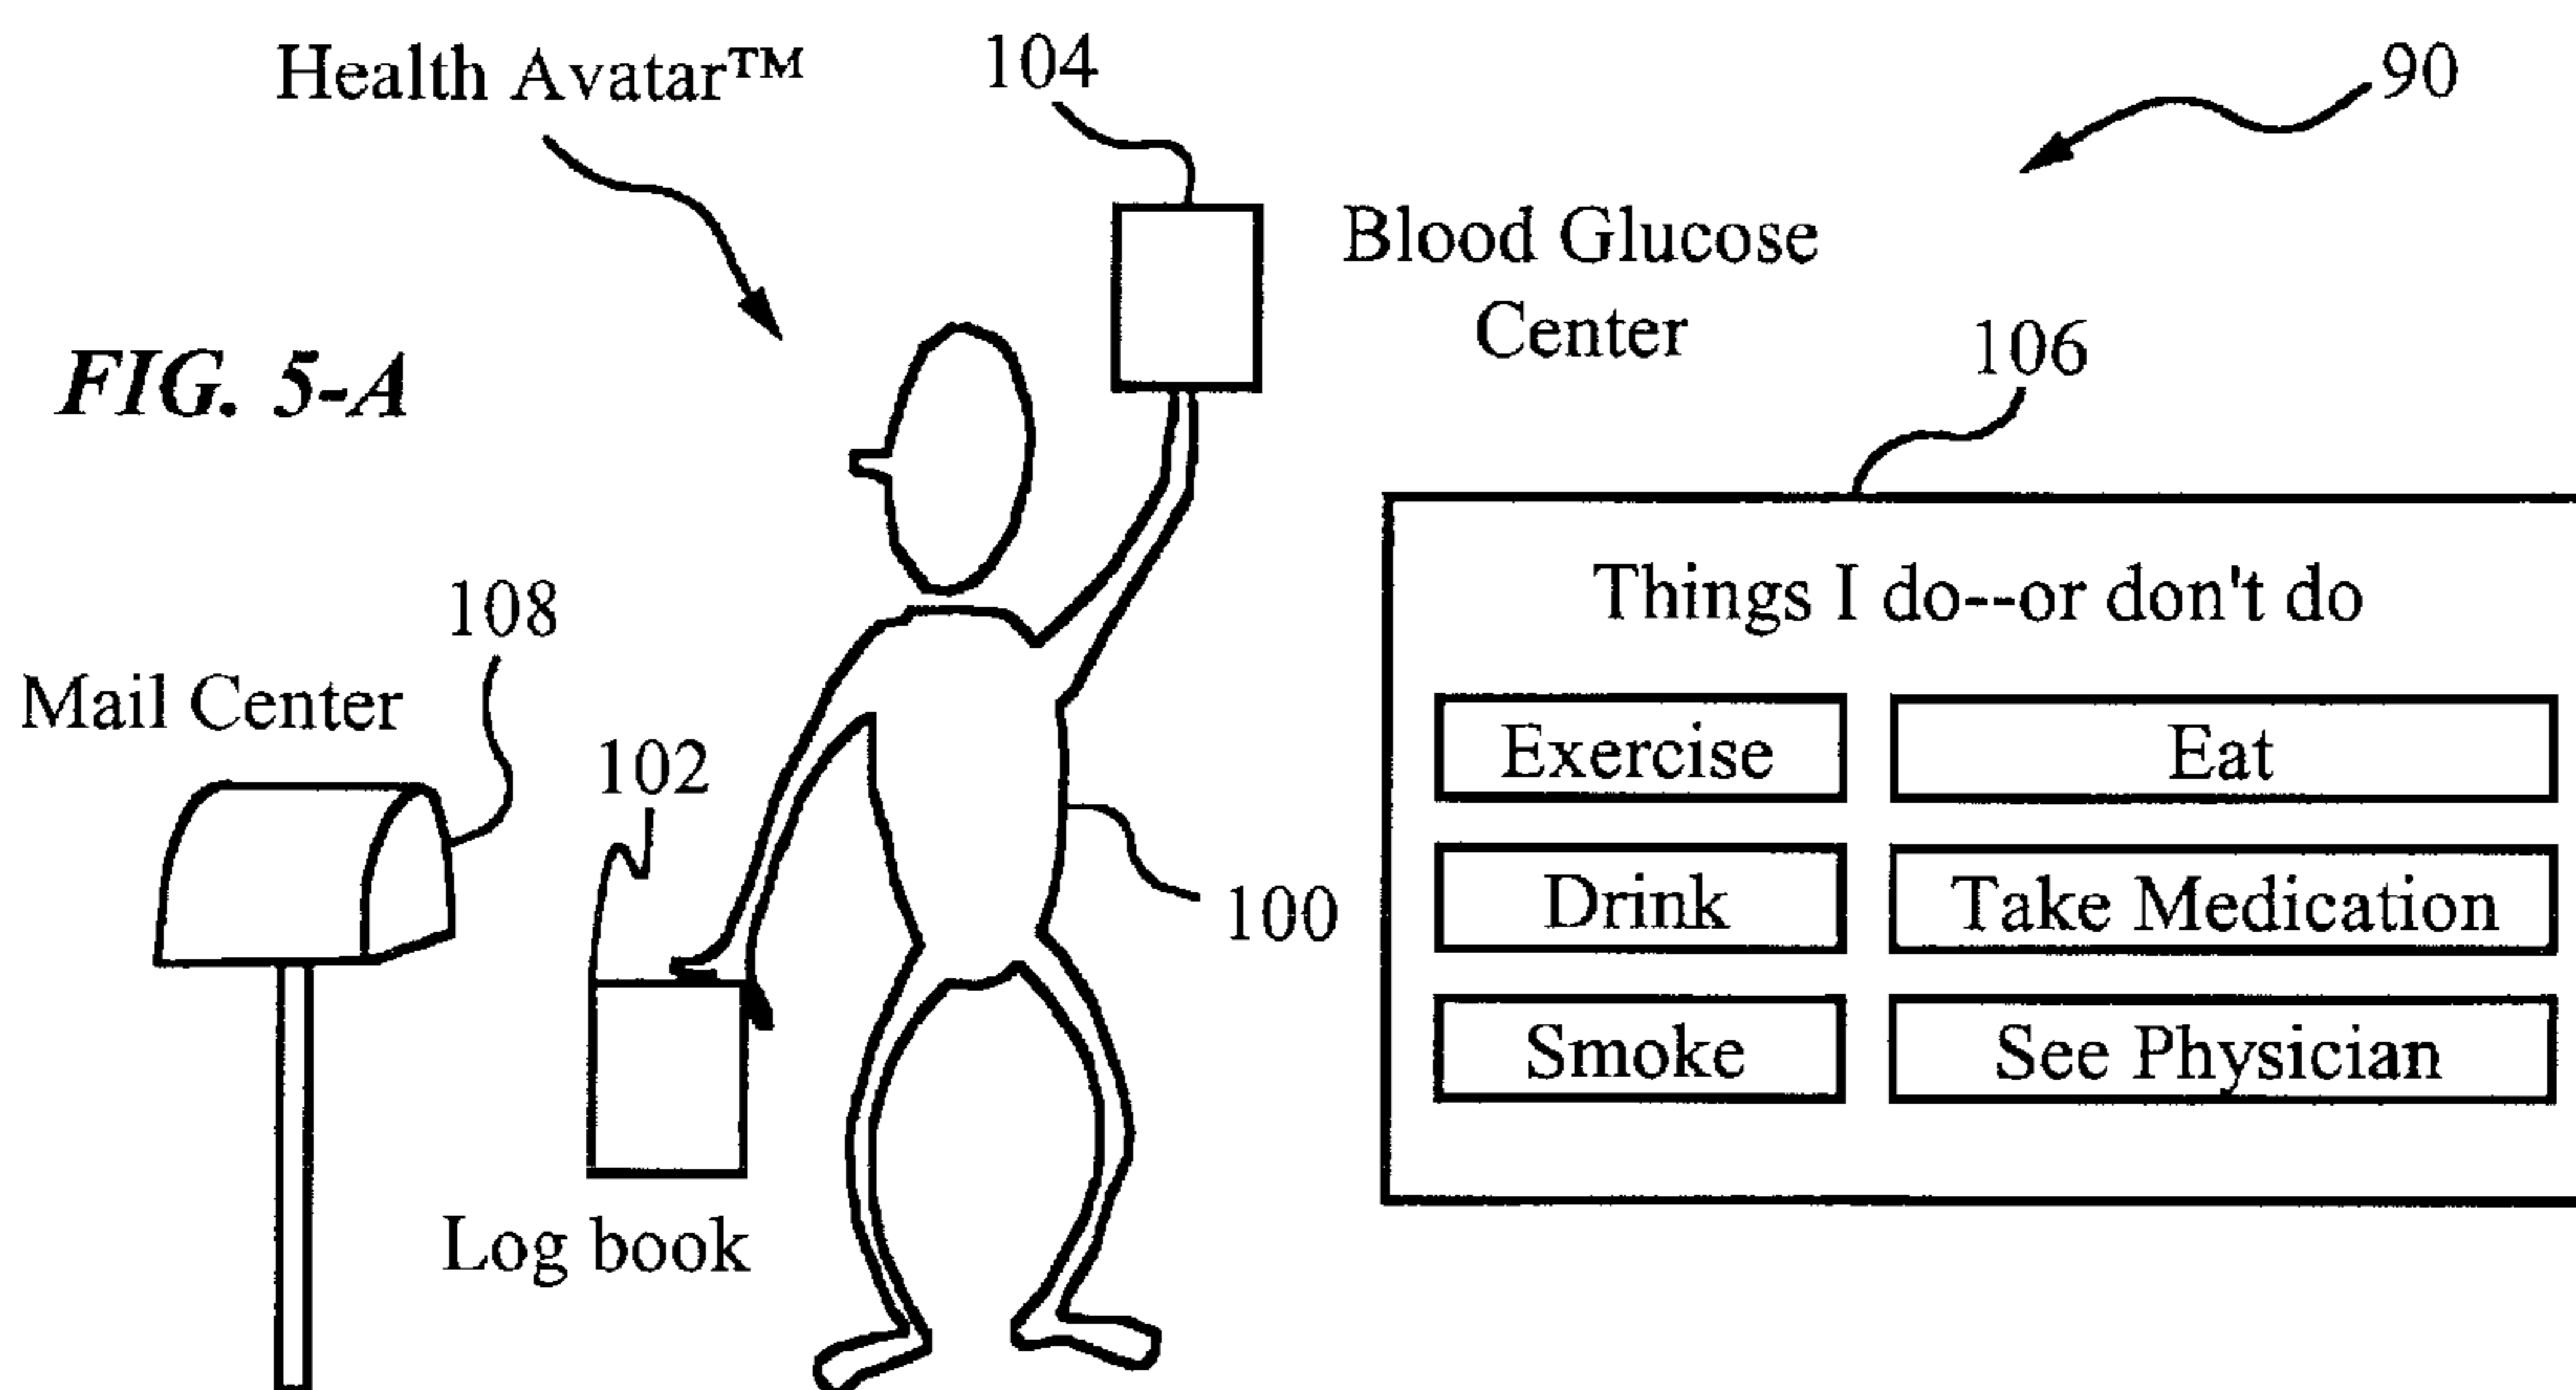 Health Avatar™
104
90
Blood Glucose
Center
FIG. 5-A
106
Things I do--or don't do
108
Mail Center
102
Exercise
Eat
Drink
Take Medication
100
Smoke
See Physician
Log book